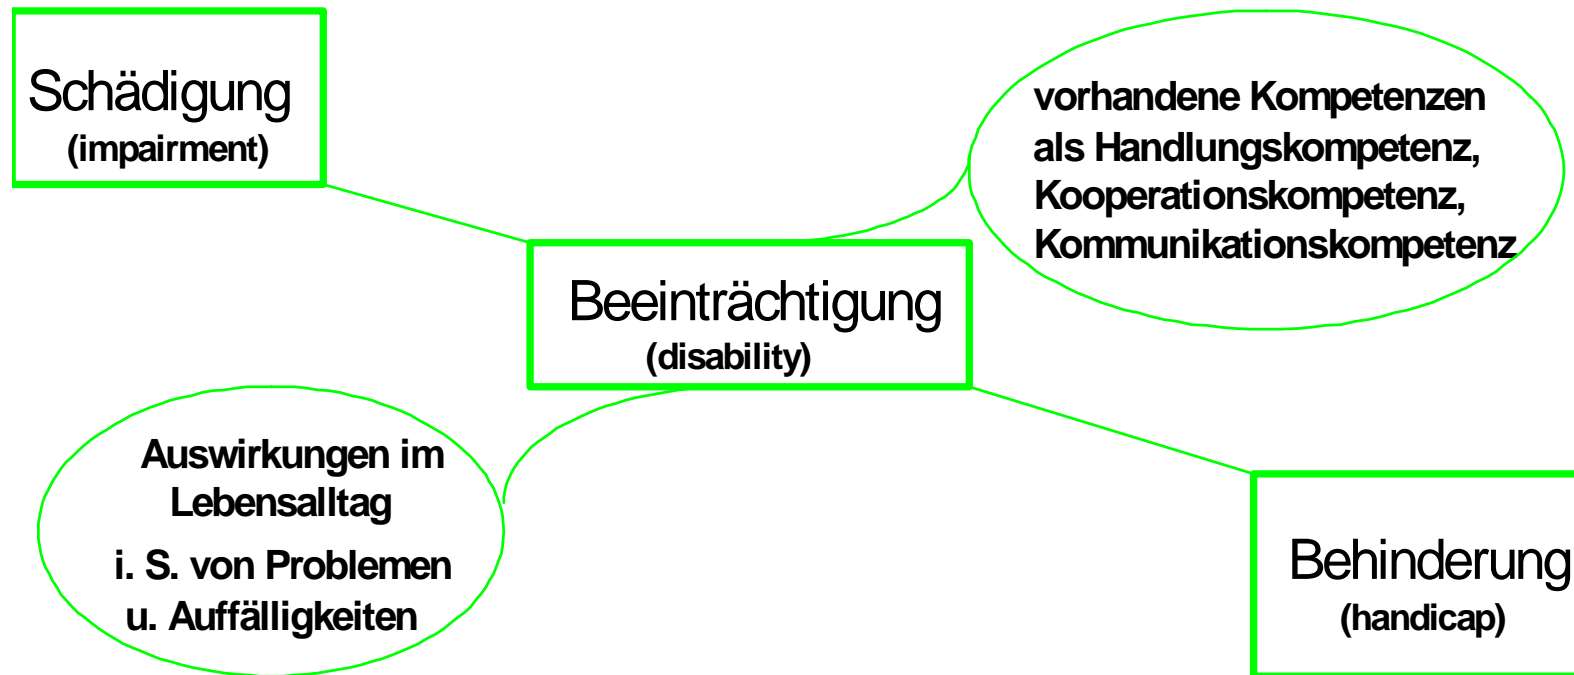 Schädigung
(impairment)
vorhandene Kompetenzen
als Handlungskompetenz,
Kooperationskompetenz,
Kommunikationskompetenz
Beeinträchtigung
(disability)
Auswirkungen im
Lebensalltag
i. S. von Problemen
u. Auffälligkeiten
Behinderung
(handicap)